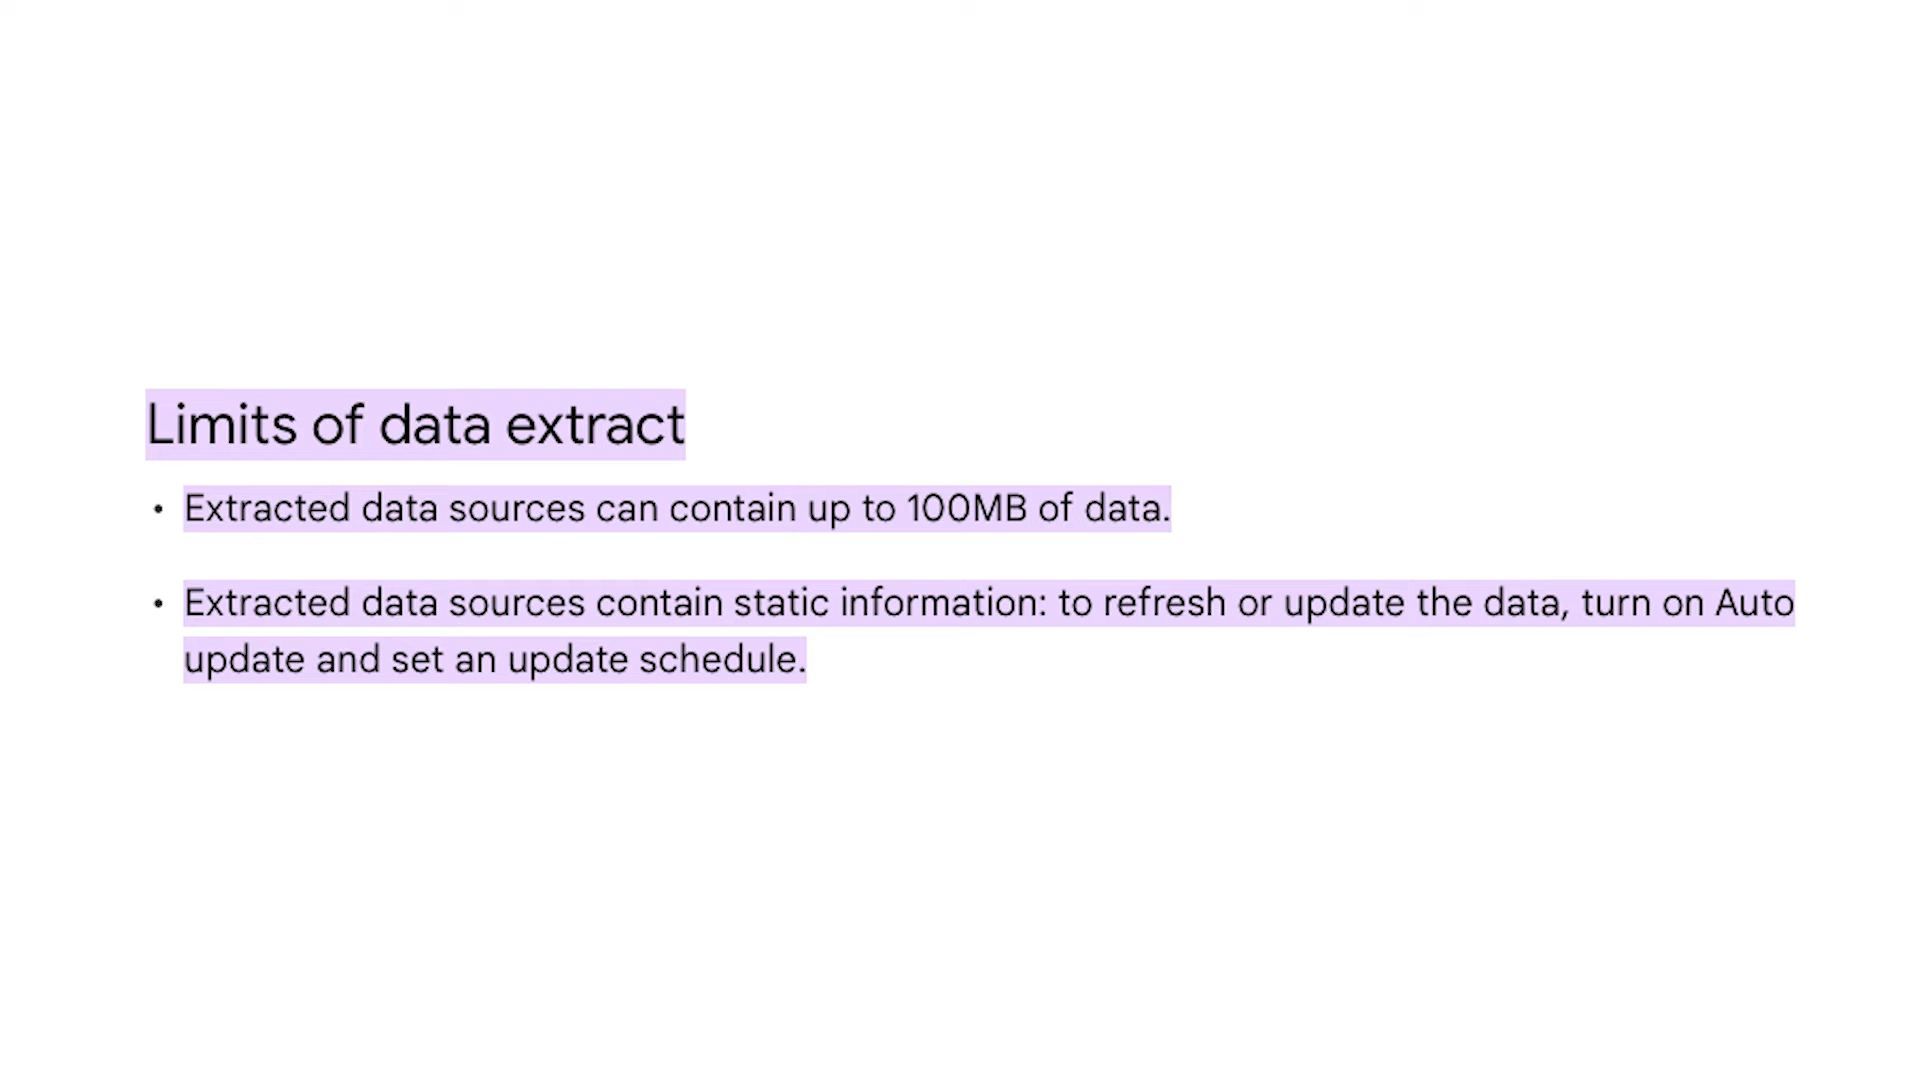 Limits of data extract
• Extracted data sources can contain up to 100MB of data.
• Extracted data sources contain static information: to refresh or update the data, turn on Auto
update and set an update schedule.